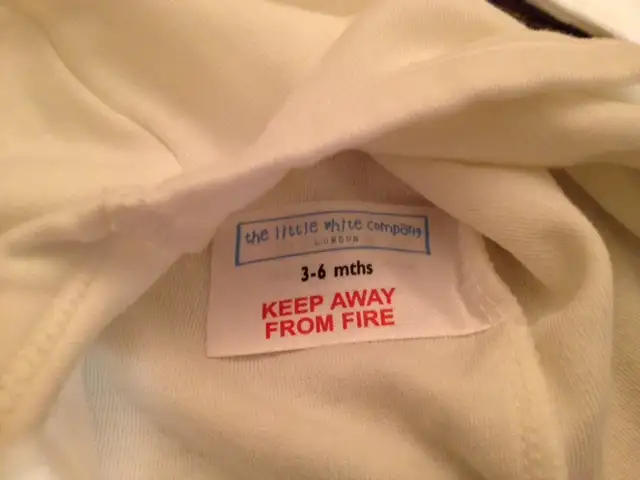 the little white company
LONDON
3-6 mths
KEEP AWAY
FROM FIRE